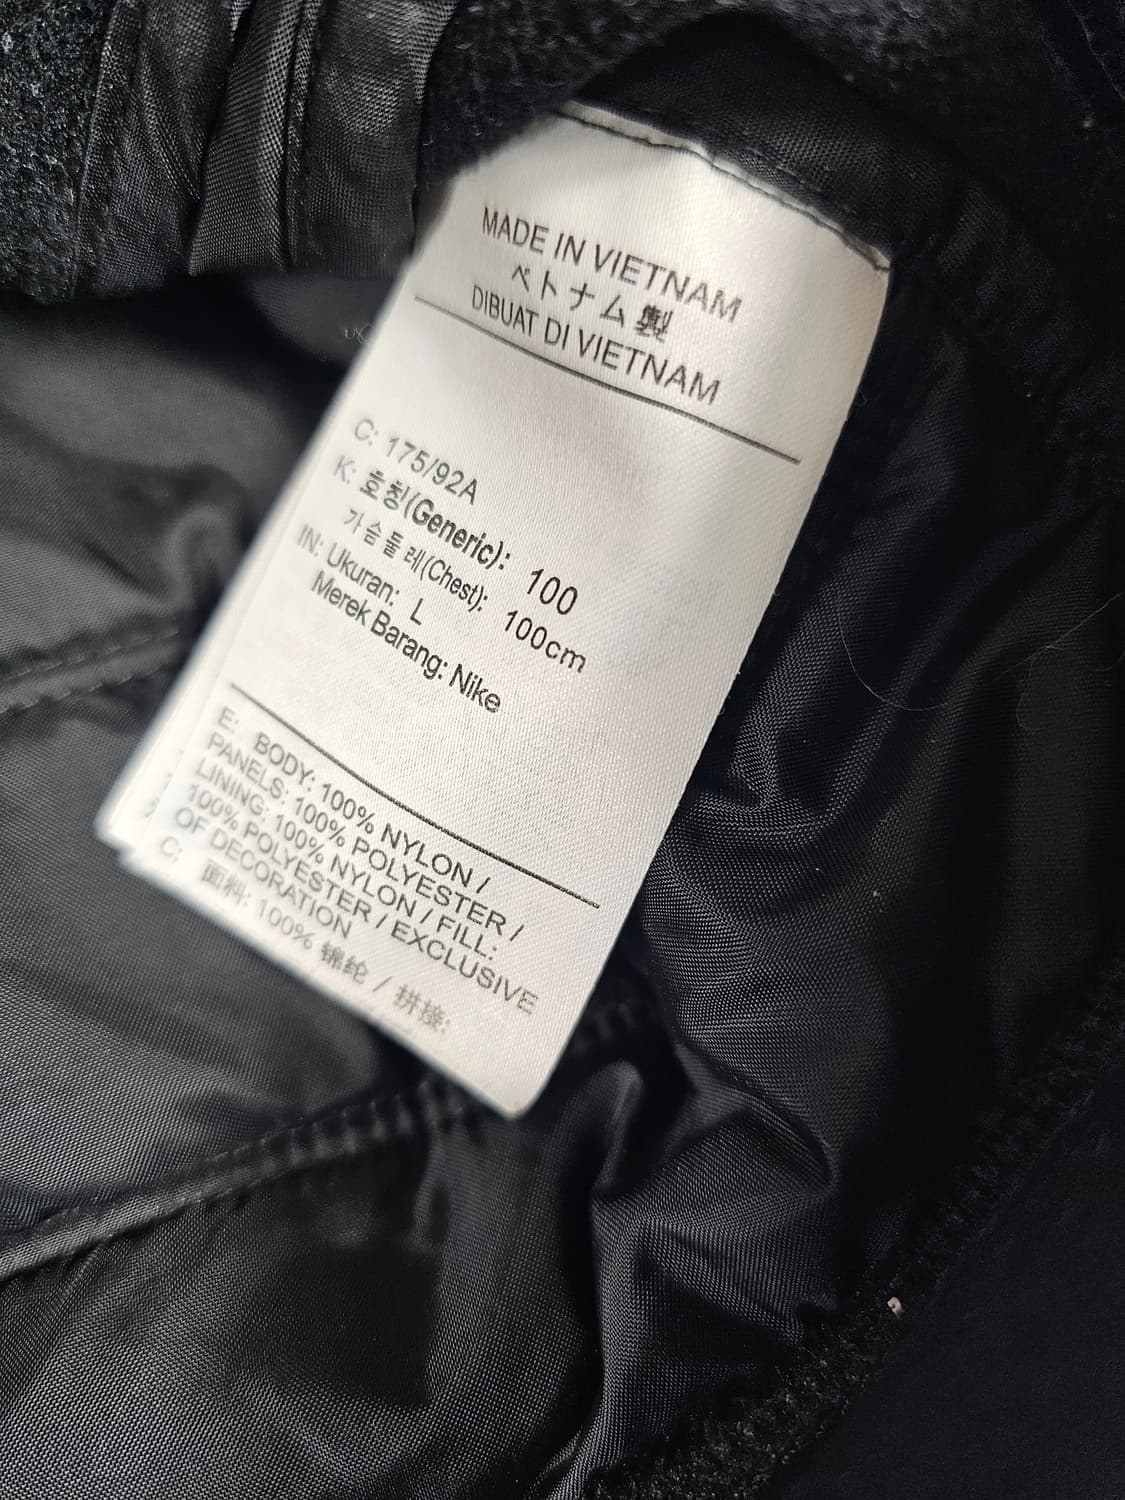 MADE IN VIETNAM
ベトナム製
DIBUAT DI VIETNAM
C: 175/92A
K: 호칭(Generic): 100
가슴둘레(Chest): 100cm
IN: Ukuran: L
Merek Barang: Nike
E: BODY: 100% NYLON /
PANELS: 100% POLYESTER /
LINING: 100% NYLON / FILL:
100% POLYESTER / EXCLUSIVE
OF DECORATION
C: 面料: 100% 锦纶 / 拼接: